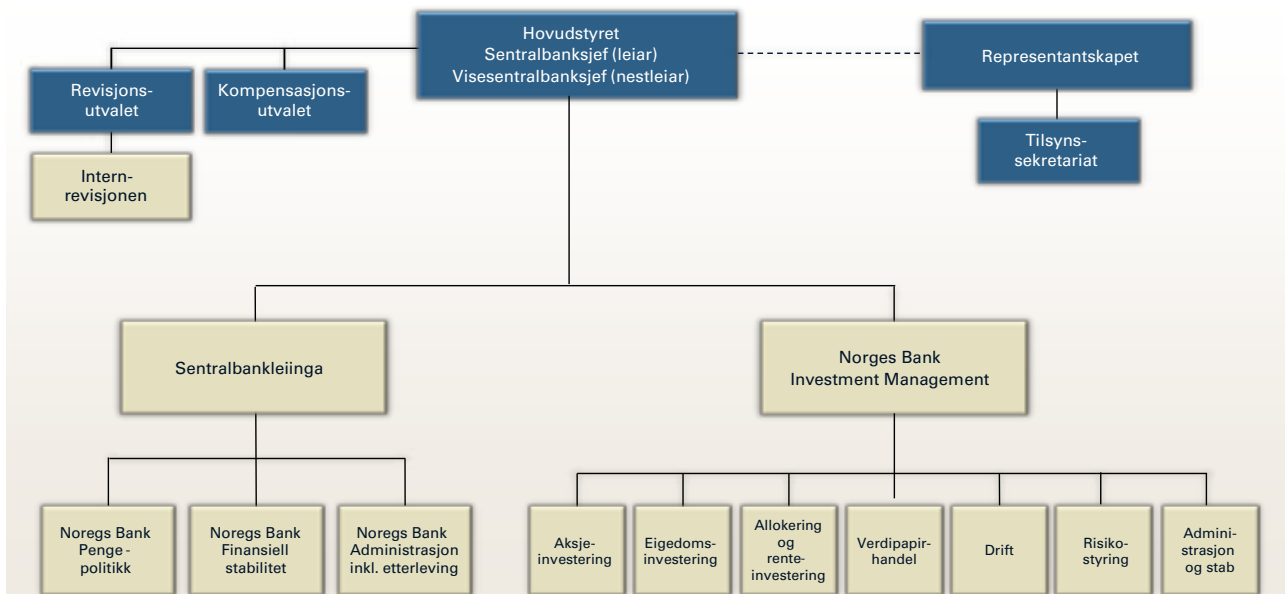 Hovudstyret
Sentralbanksjef (leiar)
Visesentralbanksjef (nestleiar)
Representantskapet
Revisjons-
utvalet
Kompensasjons-
utvalet
Tilsyns-
sekretariat
Intern-
revisjonen
Sentralbankleiinga
Norges Bank
Investment Management
Noregs Bank
Penge-
politikk
Noregs Bank
Finansiell
stabilitet
Noregs Bank
Administrasjon
inkl. etterleving
Aksje-
investering
Eigedoms-
investering
Allokering
og
rente-
investering
Verdipapir-
handel
Drift
Risiko-
styring
Admini-
strasjon
og stab